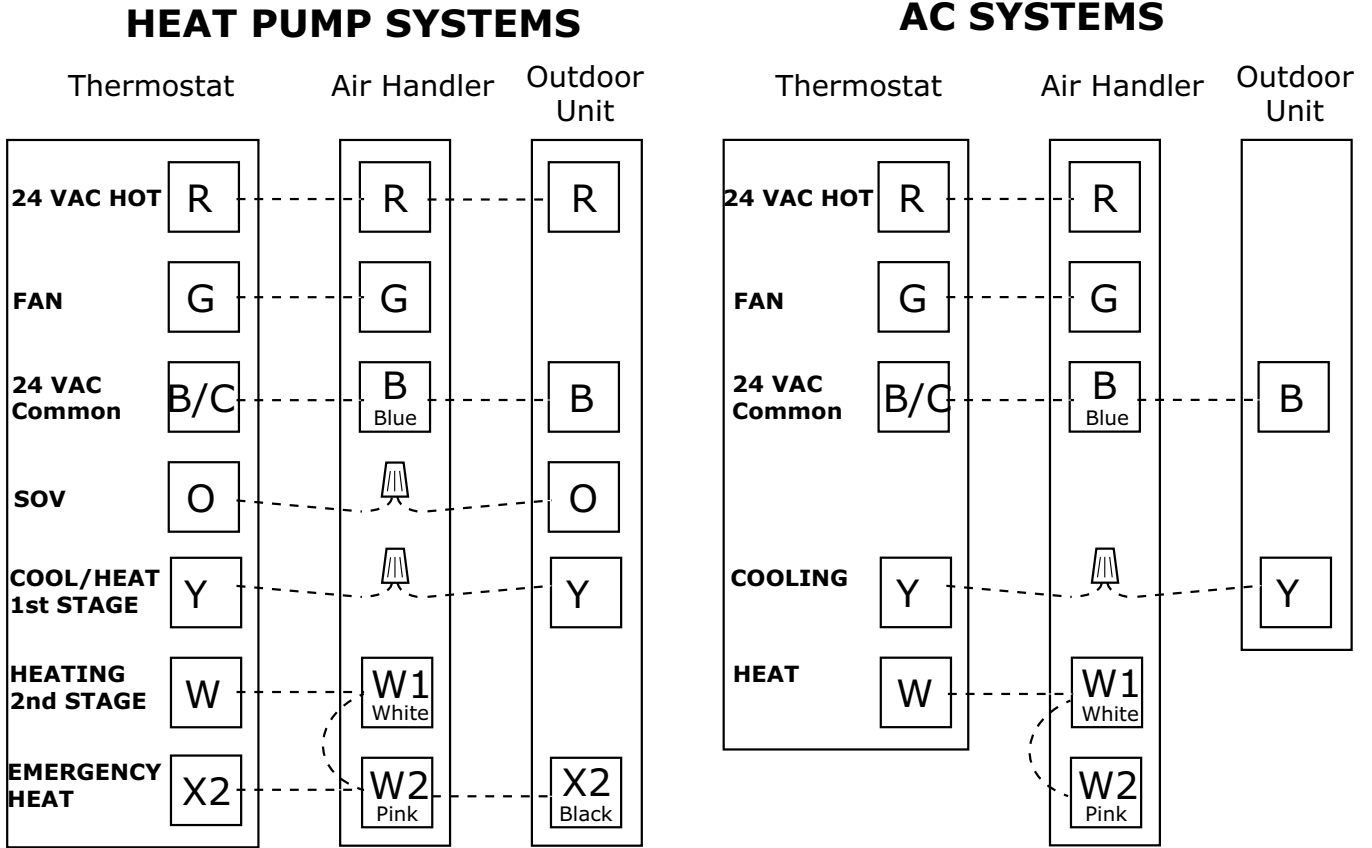 HEAT PUMP SYSTEMS
Thermostat
Air Handler
Outdoor
Unit
24 VAC HOT
R
R
R
FAN
G
G
24 VAC
Common
B/C
B
Blue
B
SOV
O
O
COOL/HEAT
1st STAGE
Y
Y
HEATING
2nd STAGE
W
W1
White
EMERGENCY
HEAT
X2
W2
Pink
X2
Black
AC SYSTEMS
Thermostat
Air Handler
Outdoor
Unit
24 VAC HOT
R
R
FAN
G
G
24 VAC
Common
B/C
B
Blue
B
COOLING
Y
Y
HEAT
W
W1
White
W2
Pink